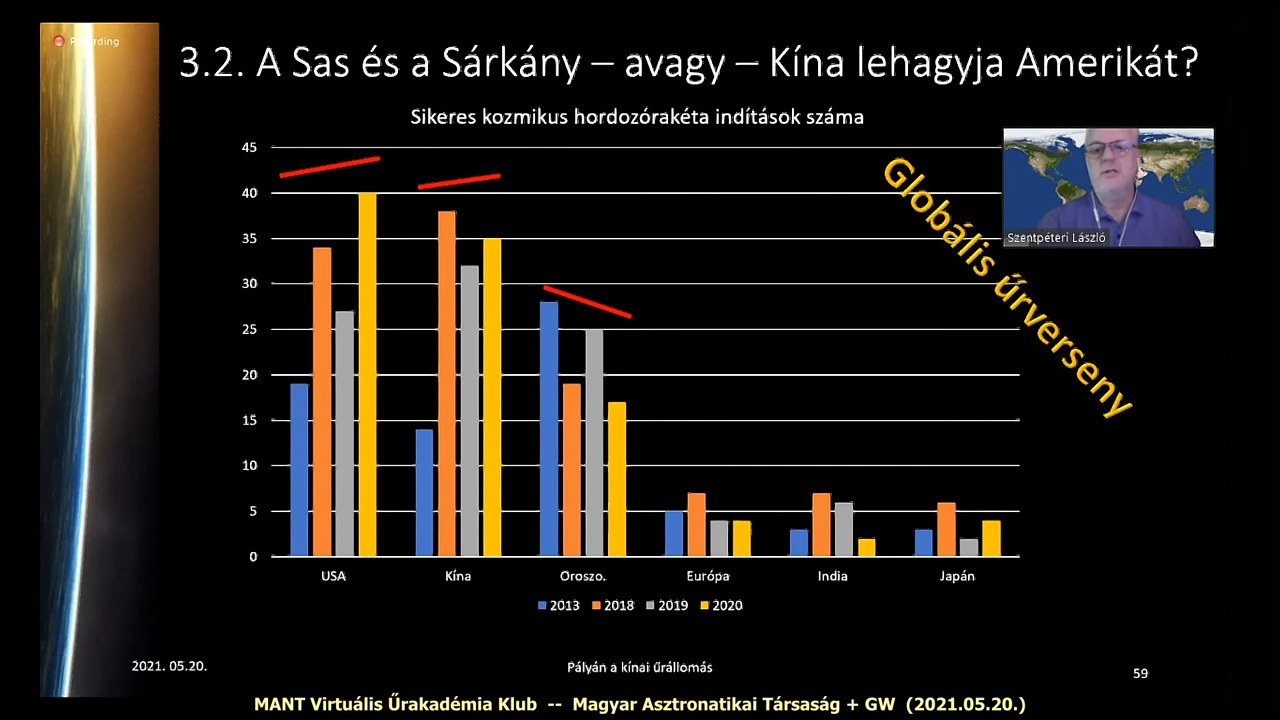 Recording
3.2. A Sas és a Sárkány – avagy – Kína lehagyja Amerikát?
Sikeres kozmikus hordozórakéta indítások száma
45
40
35
30
25
20
15
10
5
0
Globális űrverseny
Szentpéteri László
USA Kína Oroszo. Európa India Japán
2013 2018 2019 2020
2021. 05.20. Pályán a kínai űrállomás 59
MANT Virtuális Űrakadémia Klub -- Magyar Asztronatikai Társaság + GW (2021.05.20.)